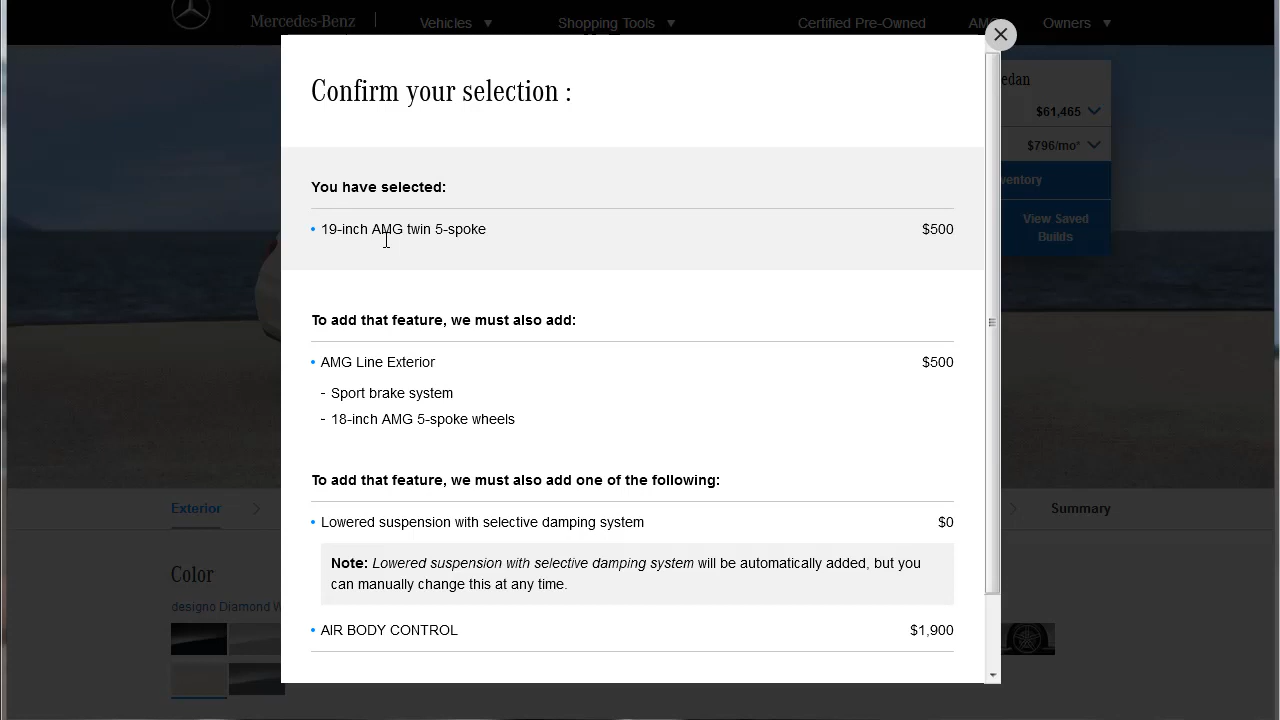 Mercedes-Benz
Vehicles
Shopping Tools
Certified Pre-Owned
Owners
Confirm your selection :
edan
$61,465
$796/mo*
ventory
View Saved
Builds
You have selected:
19-inch AMG twin 5-spoke $500
To add that feature, we must also add:
AMG Line Exterior $500
- Sport brake system
- 18-inch AMG 5-spoke wheels
To add that feature, we must also add one of the following:
Lowered suspension with selective damping system $0
Note: Lowered suspension with selective damping system will be automatically added, but you
can manually change this at any time.
AIR BODY CONTROL $1,900
Exterior
Summary
Color
designo Diamond W